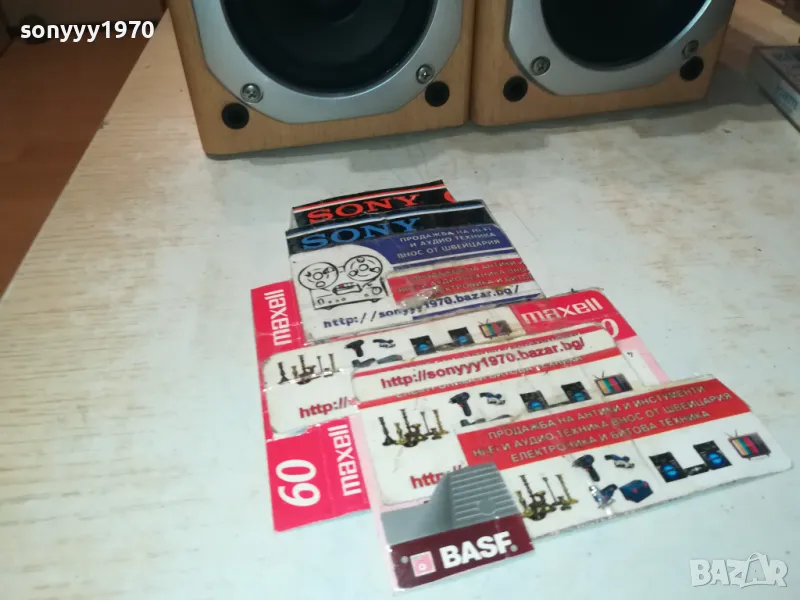 sonyyy1970
SONY
SONY
ПРОДАЖБА НА Hi-Fi
И АУДИО ТЕХНИКА
ВНОС ОТ ШВЕЙЦАРИЯ
http://sonyyy1970.bazar.bg/
maxell
maxell
http://sonyyy1970.bazar.bg/
http://
60
maxell
ПРОДАЖБА НА АНТИКИ И ИНСТУМЕНТИ
Hi-Fi И АУДИО ТЕХНИКА ВНОС ОТ ШВЕЙЦАРИЯ
ЕЛЕКТРОНИКА И БИТОВА ТЕХНИКА
http:/
BASF
BAZAR